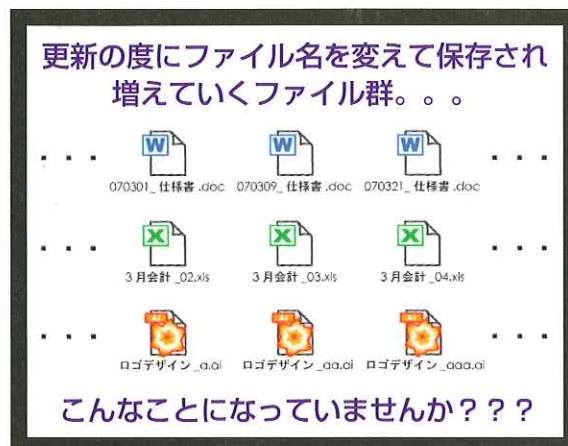 更新の度にファイル名を変えて保存され
増えていくファイル群。。。
070301_仕様書.doc 070309_仕様書.doc 070321_仕様書.doc
3月会計_02.xls 3月会計_03.xls 3月会計_04.xls
ロゴデザイン_a.ai ロゴデザイン_aa.ai ロゴデザイン_aaa.ai
こんなことになっていませんか？？？